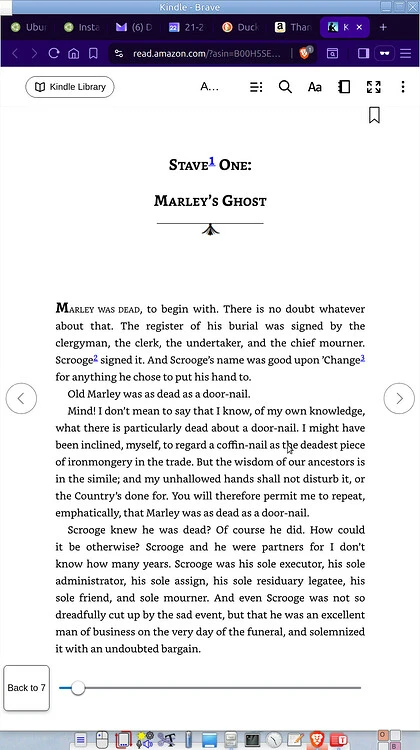 Kindle - Brave
Ubur
Insta
(6) D
21-2
Duck
Thar
K
read.amazon.com/?asin=B00H5SE...
Kindle Library
A...
Aa
Stave1 One:
Marley's Ghost
Marley was dead, to begin with. There is no doubt whatever
about that. The register of his burial was signed by the
clergyman, the clerk, the undertaker, and the chief mourner.
Scrooge2 signed it. And Scrooge's name was good upon 'Change3
for anything he chose to put his hand to.
Old Marley was as dead as a door-nail.
Mind! I don't mean to say that I know, of my own knowledge,
what there is particularly dead about a door-nail. I might have
been inclined, myself, to regard a coffin-nail as the deadest piece
of ironmongery in the trade. But the wisdom of our ancestors is
in the simile; and my unhallowed hands shall not disturb it, or
the Country's done for. You will therefore permit me to repeat,
emphatically, that Marley was as dead as a door-nail.
Scrooge knew he was dead? Of course he did. How could
it be otherwise? Scrooge and he were partners for I don't
know how many years. Scrooge was his sole executor, his sole
administrator, his sole assign, his sole residuary legatee, his
sole friend, and sole mourner. And even Scrooge was not so
dreadfully cut up by the sad event, but that he was an excellent
man of business on the very day of the funeral, and solemnized
it with an undoubted bargain.
Back to 7